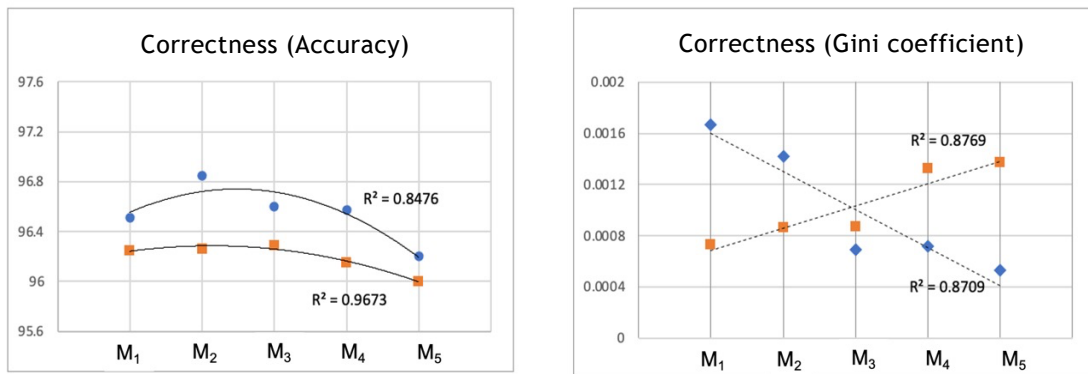 Correctness (Accuracy)
97.6
97.2
96.8
96.4
96
95.6
R² = 0.8476
R² = 0.9673
M₁ M₂ M₃ M₄ M₅
Correctness (Gini coefficient)
0.002
0.0016
0.0012
0.0008
0.0004
0
R² = 0.8769
R² = 0.8709
M₁ M₂ M₃ M₄ M₅